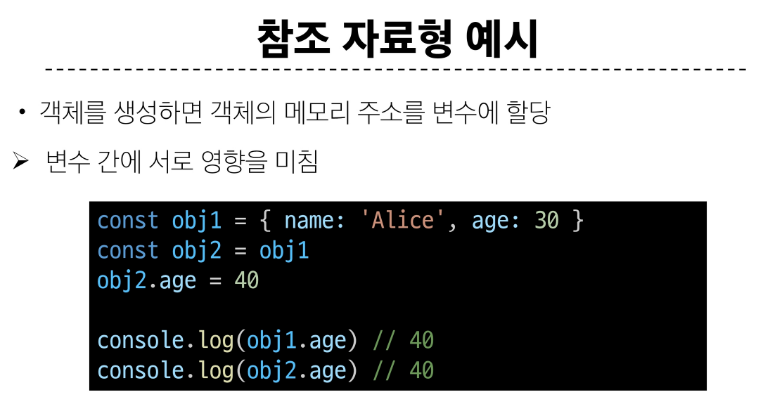 참조 자료형 예시
• 객체를 생성하면 객체의 메모리 주소를 변수에 할당
➢ 변수 간에 서로 영향을 미침
const obj1 = { name: 'Alice', age: 30 }
const obj2 = obj1
obj2.age = 40
console.log(obj1.age) // 40
console.log(obj2.age) // 40